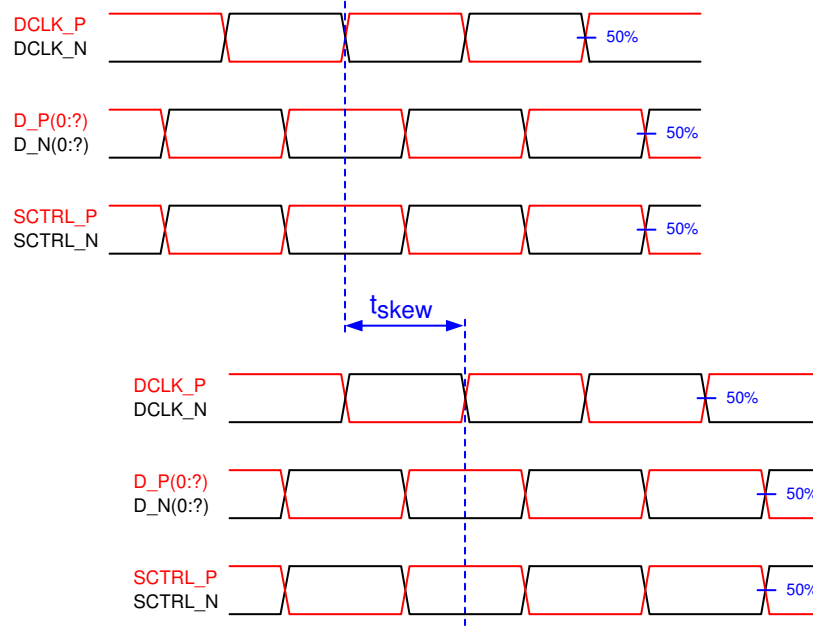 DCLK_P
DCLK_N
50%
D_P(0:?)
D_N(0:?)
50%
SCTRL_P
SCTRL_N
50%
tskew
DCLK_P
DCLK_N
50%
D_P(0:?)
D_N(0:?)
50%
SCTRL_P
SCTRL_N
50%